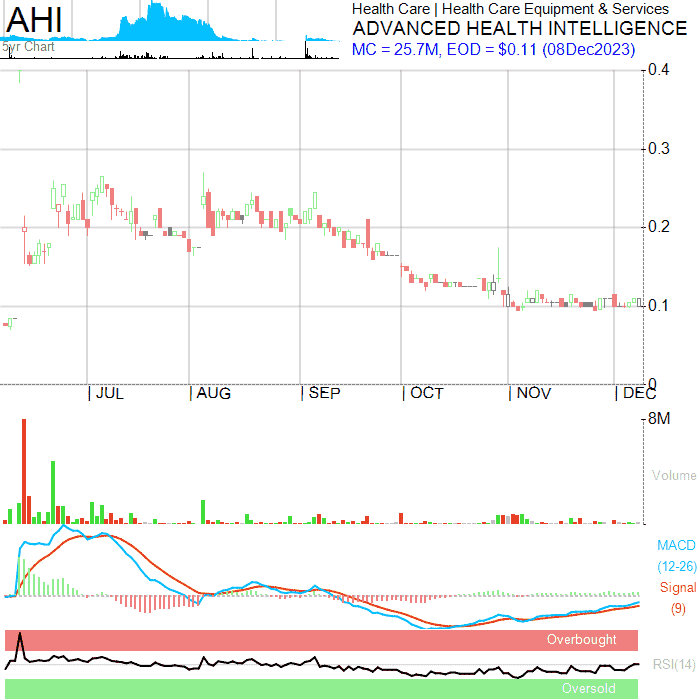 AHI
5yr Chart
Health Care | Health Care Equipment & Services
ADVANCED HEALTH INTELLIGENCE
MC = 25.7M, EOD = $0.11 (08Dec2023)
0.4
0.3
0.2
0.1
0
| JUL | AUG | SEP | OCT | NOV | DEC
8M
Volume
MACD
(12-26)
Signal
(9)
Overbought
RSI(14)
Oversold